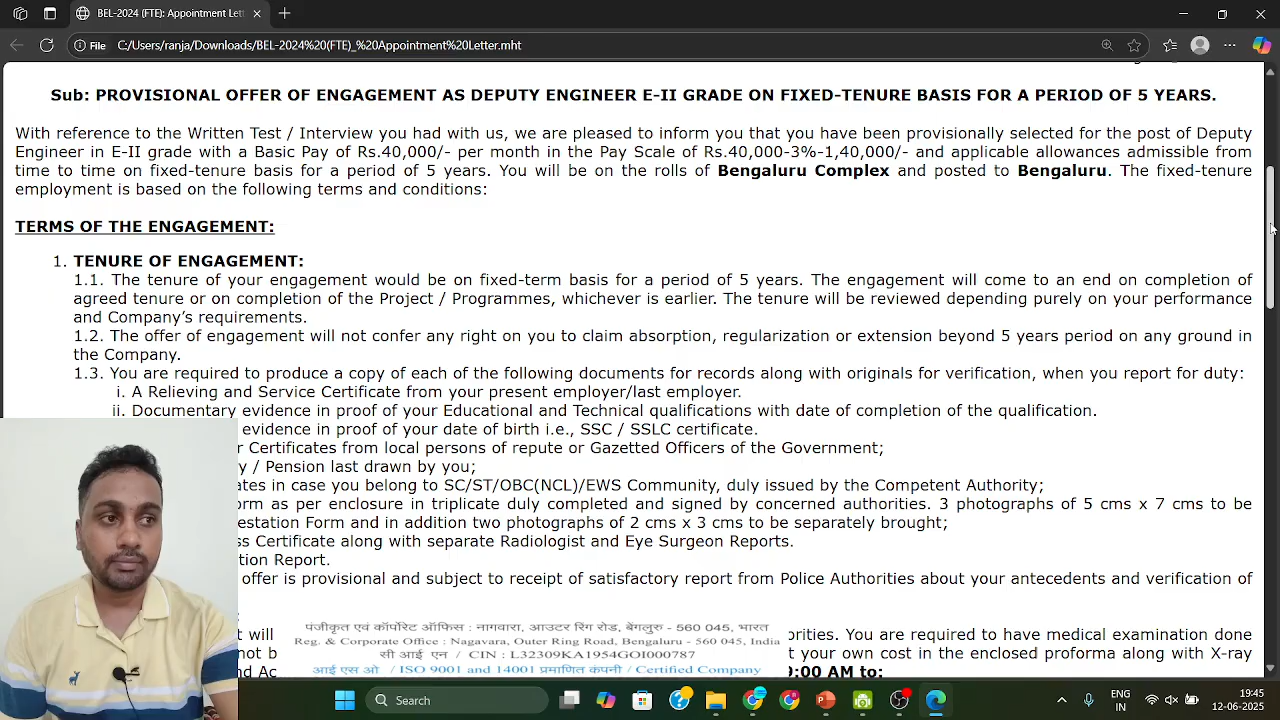 BEL-2024 (FTE): Appointment Lett
File C:/Users/ranja/Downloads/BEL-2024%20(FTE)_%20Appointment%20Letter.mht
Sub: PROVISIONAL OFFER OF ENGAGEMENT AS DEPUTY ENGINEER E-II GRADE ON FIXED-TENURE BASIS FOR A PERIOD OF 5 YEARS.
With reference to the Written Test / Interview you had with us, we are pleased to inform you that you have been provisionally selected for the post of Deputy
Engineer in E-II grade with a Basic Pay of Rs.40,000/- per month in the Pay Scale of Rs.40,000-3%-1,40,000/- and applicable allowances admissible from
time to time on fixed-tenure basis for a period of 5 years. You will be on the rolls of Bengaluru Complex and posted to Bengaluru. The fixed-tenure
employment is based on the following terms and conditions:
TERMS OF THE ENGAGEMENT:
1. TENURE OF ENGAGEMENT:
1.1. The tenure of your engagement would be on fixed-term basis for a period of 5 years. The engagement will come to an end on completion of
agreed tenure or on completion of the Project / Programmes, whichever is earlier. The tenure will be reviewed depending purely on your performance
and Company's requirements.
1.2. The offer of engagement will not confer any right on you to claim absorption, regularization or extension beyond 5 years period on any ground in
the Company.
1.3. You are required to produce a copy of each of the following documents for records along with originals for verification, when you report for duty:
i. A Relieving and Service Certificate from your present employer/last employer.
ii. Documentary evidence in proof of your Educational and Technical qualifications with date of completion of the qualification.
evidence in proof of your date of birth i.e., SSC / SSLC certificate.
r Certificates from local persons of repute or Gazetted Officers of the Government;
y / Pension last drawn by you;
ates in case you belong to SC/ST/OBC(NCL)/EWS Community, duly issued by the Competent Authority;
orm as per enclosure in triplicate duly completed and signed by concerned authorities. 3 photographs of 5 cms x 7 cms to be
estation Form and in addition two photographs of 2 cms x 3 cms to be separately brought;
ss Certificate along with separate Radiologist and Eye Surgeon Reports.
tion Report.
offer is provisional and subject to receipt of satisfactory report from Police Authorities about your antecedents and verification of
पंजीकृत एवं कॉर्पोरेट ऑफिस : नागवारा, आउटर रिंग रोड, बेंगलुरु - 560 045, भारत
t will orities. You are required to have medical examination done
Reg. & Corporate Office : Nagavara, Outer Ring Road, Bengaluru - 560 045, India
not b t your own cost in the enclosed proforma along with X-ray
सी आई एन / CIN : L32309KA1954GOI000787
nd Ac :00 AM to:
आई एस ओ / ISO 9001 and 14001 प्रमाणित कंपनी / Certified Company
Search
ENG
IN
19:45
12-06-2025